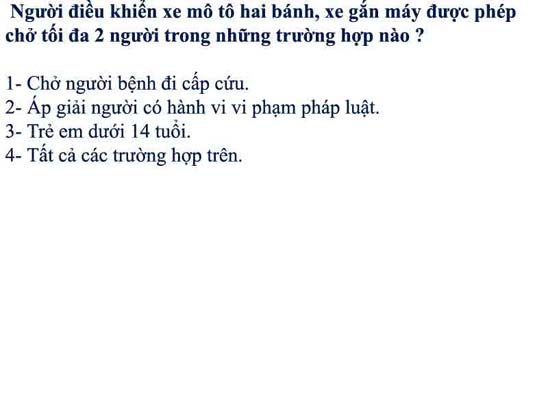 Người điều khiển xe mô tô hai bánh, xe gắn máy được phép
chở tối đa 2 người trong những trường hợp nào ?
1- Chở người bệnh đi cấp cứu.
2- Áp giải người có hành vi vi phạm pháp luật.
3- Trẻ em dưới 14 tuổi.
4- Tất cả các trường hợp trên.